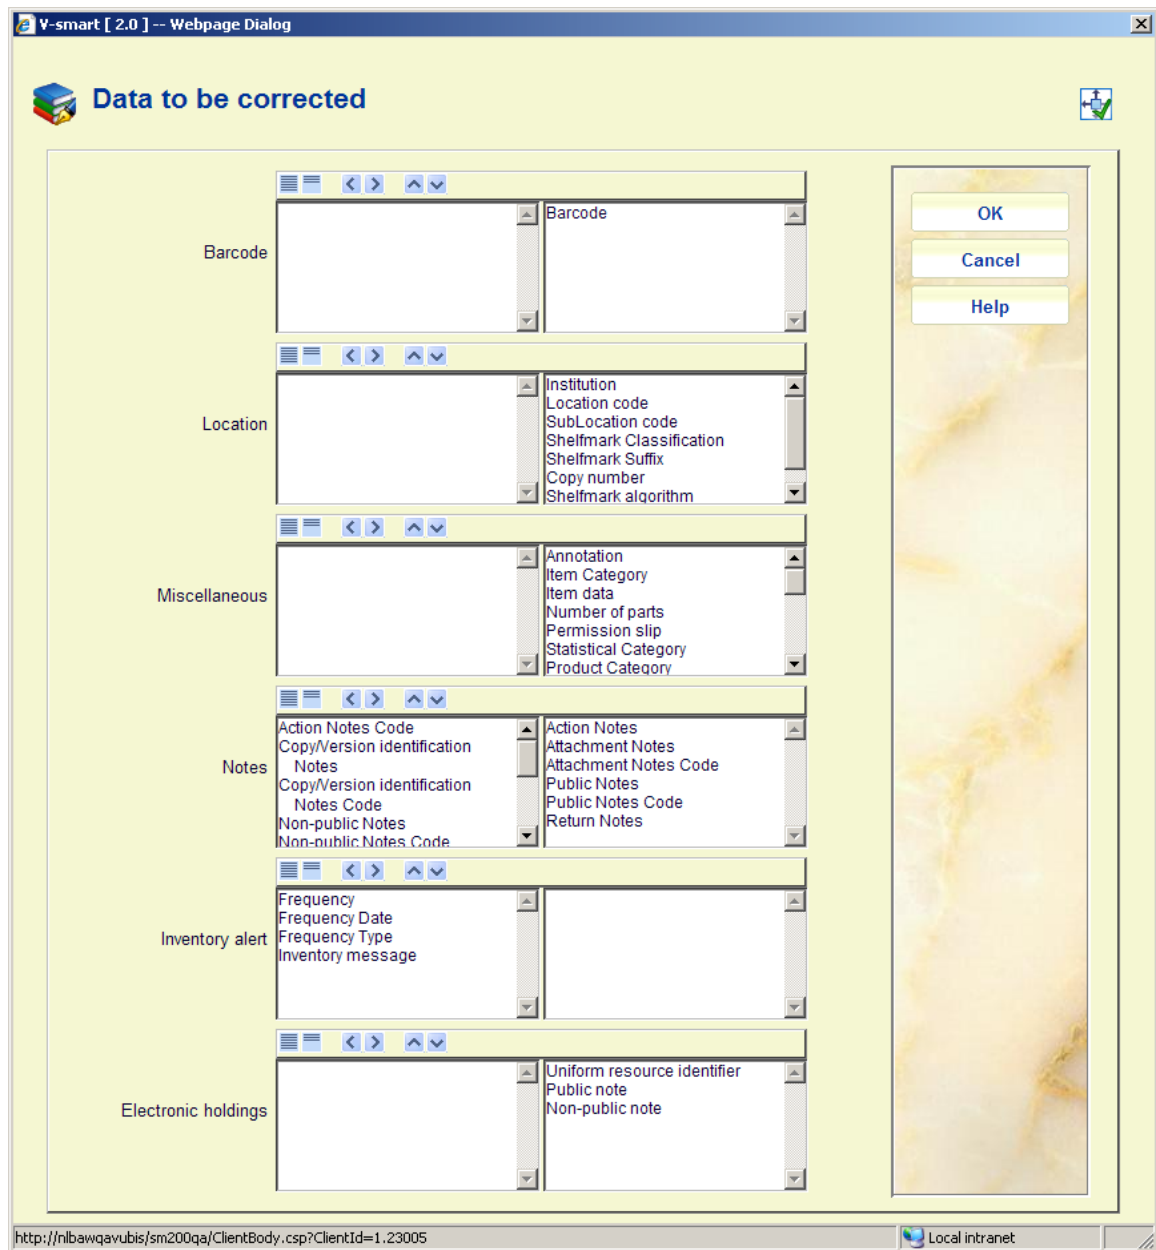 V-smart [ 2.0 ] -- Webpage Dialog
Data to be corrected
OK
Cancel
Help
Barcode
Barcode
Location
Institution
Location code
SubLocation code
Shelfmark Classification
Shelfmark Suffix
Copy number
Shelfmark algorithm
Miscellaneous
Annotation
Item Category
Item data
Number of parts
Permission slip
Statistical Category
Product Category
Notes
Action Notes Code
Copy/Version identification
Notes
Copy/Version identification
Notes Code
Non-public Notes
Non-public Notes Code
Action Notes
Attachment Notes
Attachment Notes Code
Public Notes
Public Notes Code
Return Notes
Inventory alert
Frequency
Frequency Date
Frequency Type
Inventory message
Electronic holdings
Uniform resource identifier
Public note
Non-public note
http://nlbawqavubis/sm200qa/ClientBody.csp?ClientId=1.23005
Local intranet